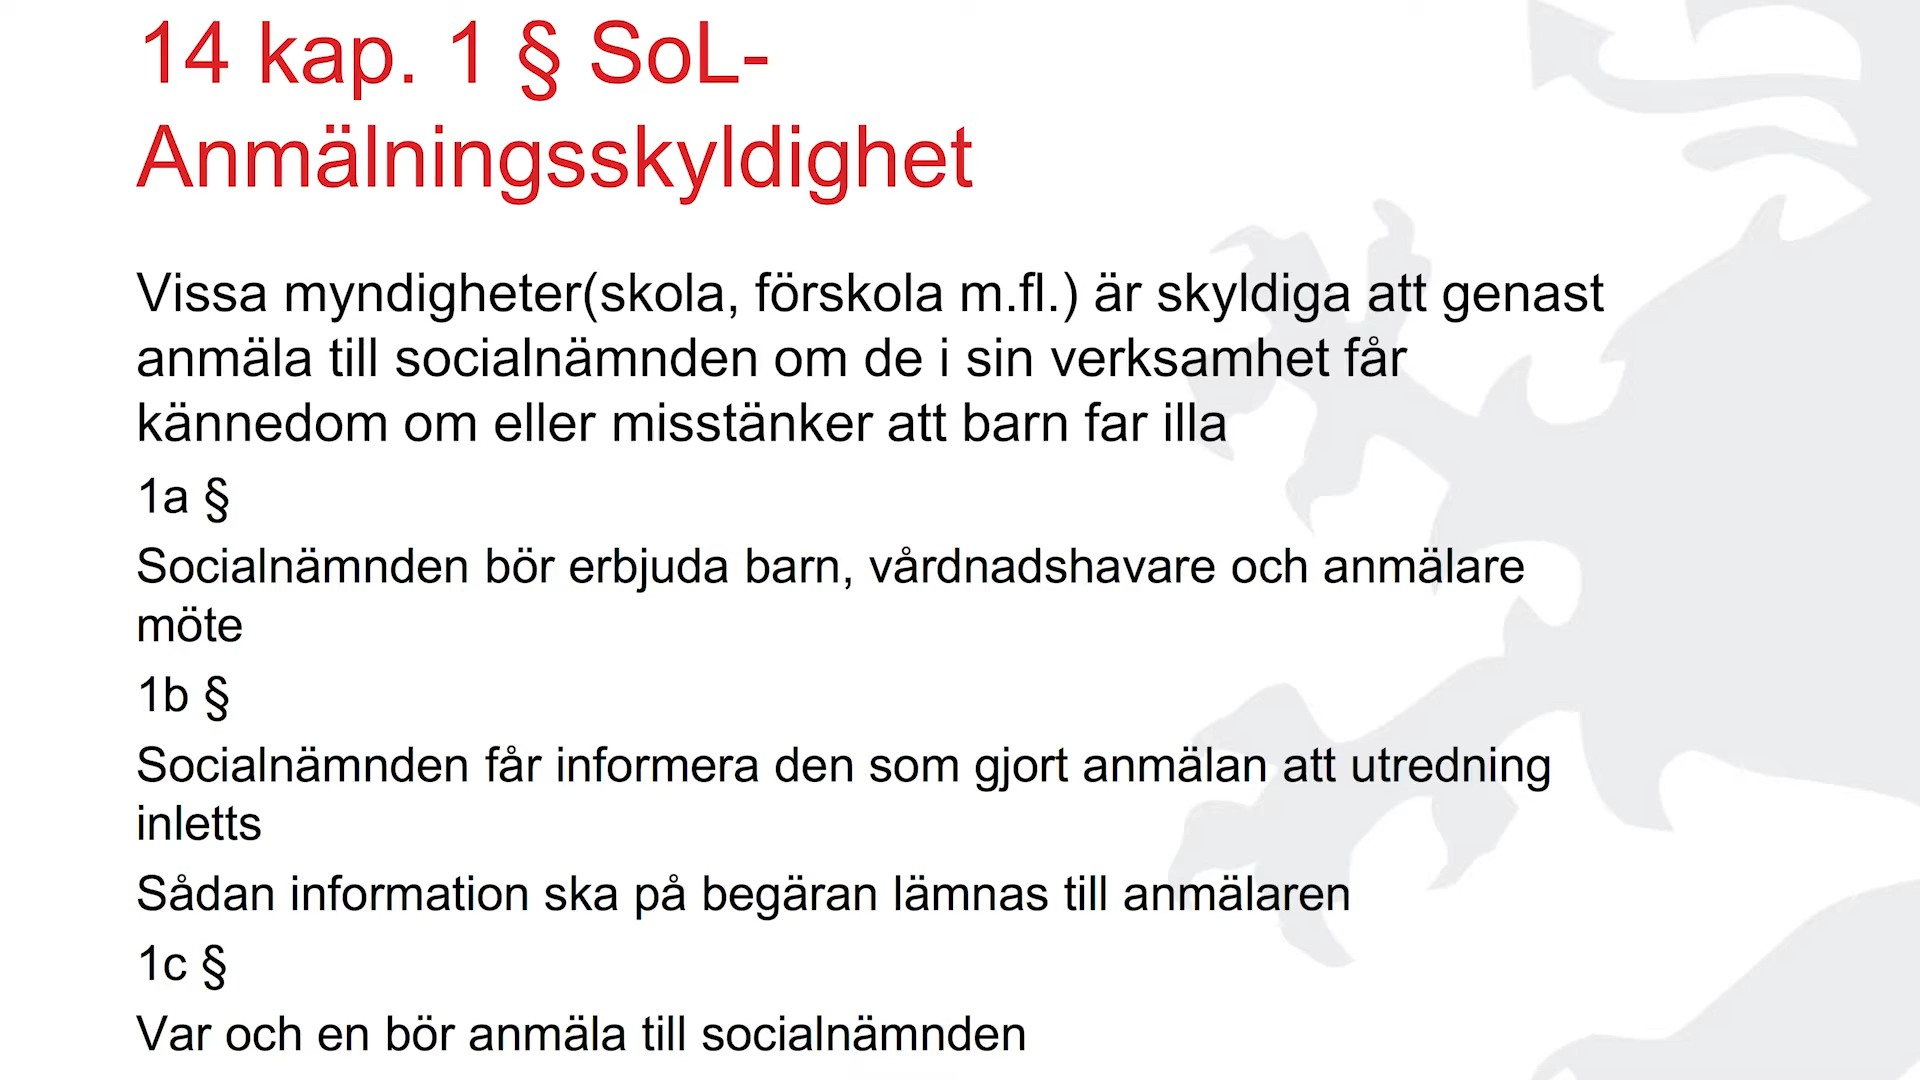 14 kap. 1 § SoL-
Anmälningsskyldighet
Vissa myndigheter(skola, förskola m.fl.) är skyldiga att genast
anmäla till socialnämnden om de i sin verksamhet får
kännedom om eller misstänker att barn far illa
1a §
Socialnämnden bör erbjuda barn, vårdnadshavare och anmälare
möte
1b §
Socialnämnden får informera den som gjort anmälan att utredning
inletts
Sådan information ska på begäran lämnas till anmälaren
1c §
Var och en bör anmäla till socialnämnden